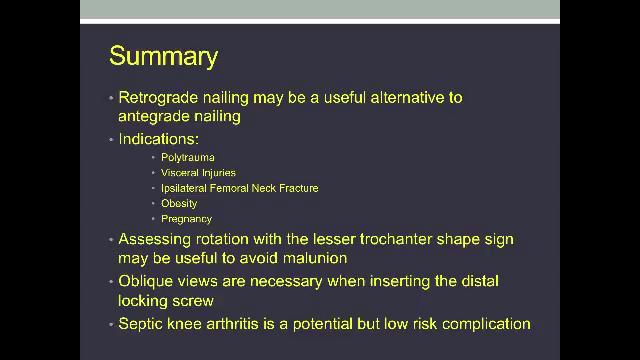 Summary
• Retrograde nailing may be a useful alternative to
antegrade nailing
• Indications:
• Polytrauma
• Visceral Injuries
• Ipsilateral Femoral Neck Fracture
• Obesity
• Pregnancy
• Assessing rotation with the lesser trochanter shape sign
may be useful to avoid malunion
• Oblique views are necessary when inserting the distal
locking screw
• Septic knee arthritis is a potential but low risk complication